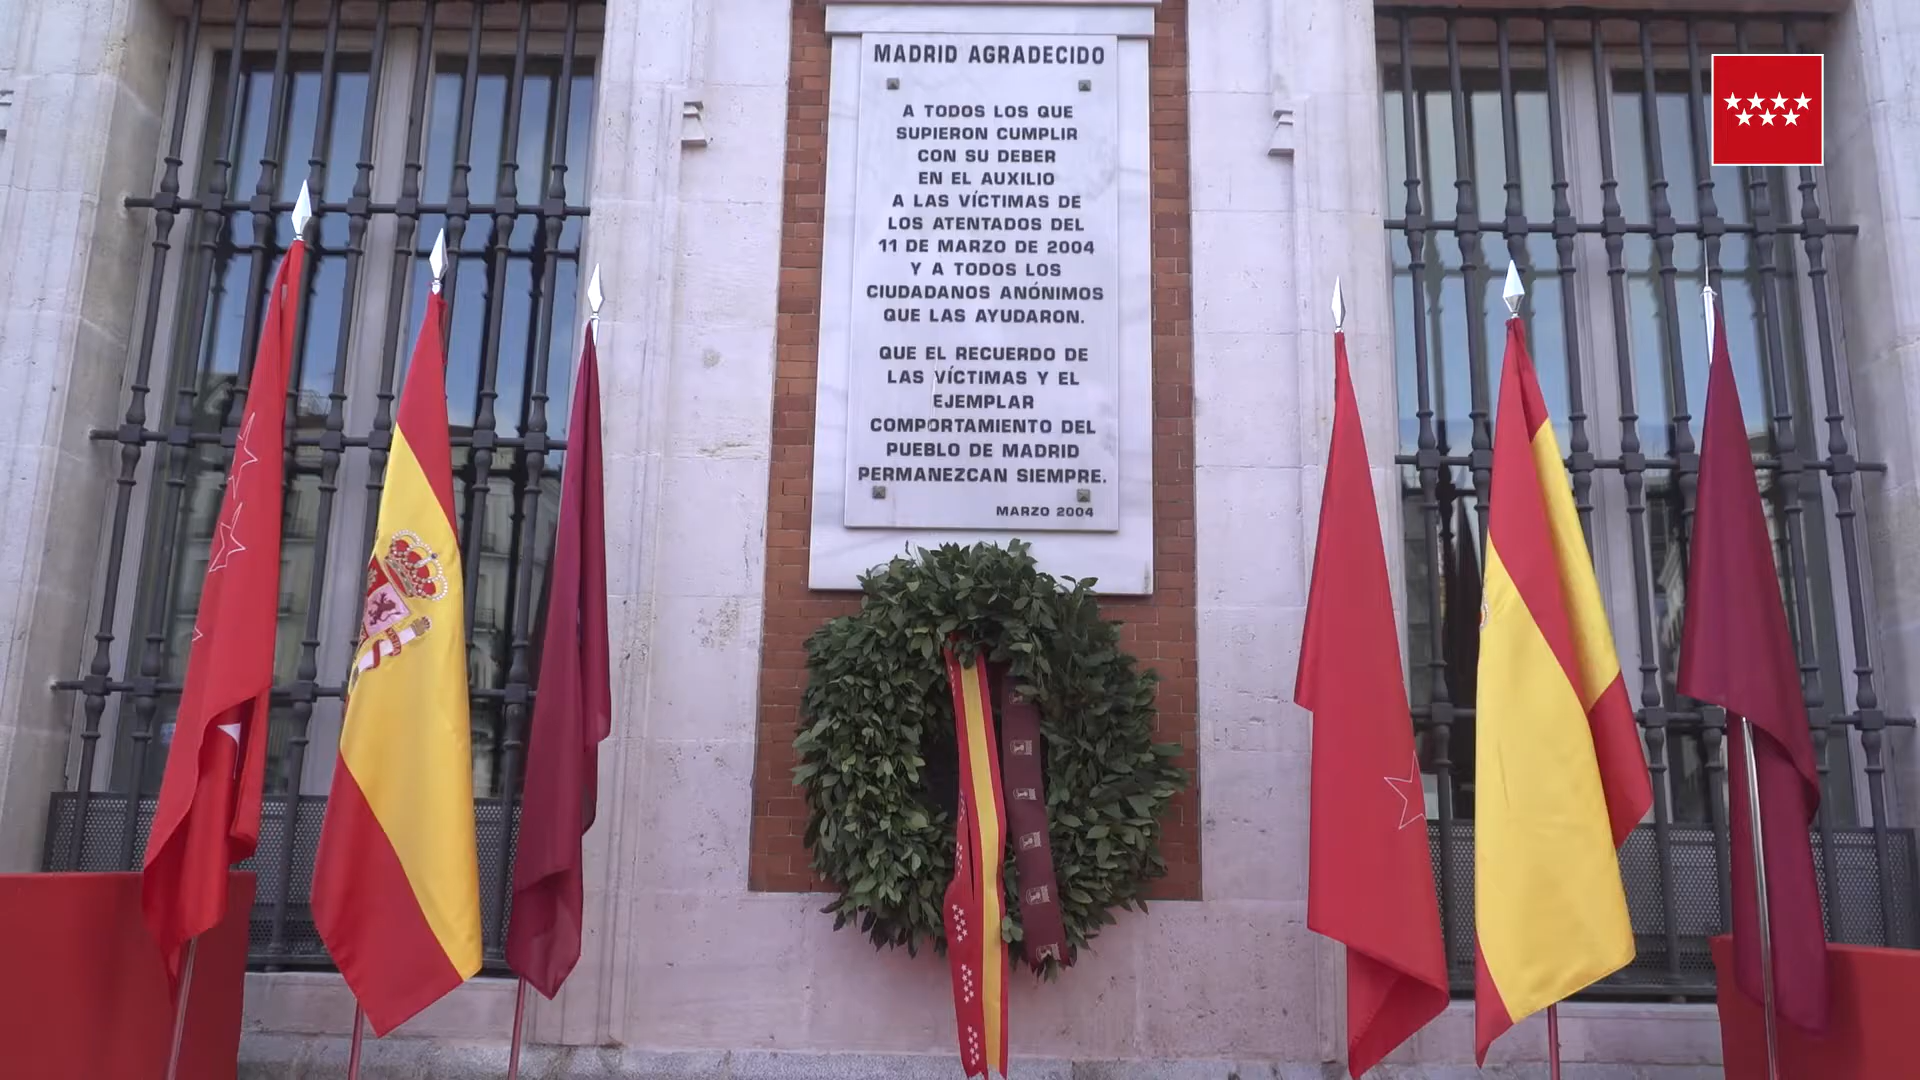 MADRID AGRADECIDO
A TODOS LOS QUE
SUPIERON CUMPLIR
CON SU DEBER
EN EL AUXILIO
A LAS VÍCTIMAS DE
LOS ATENTADOS DEL
11 DE MARZO DE 2004
Y A TODOS LOS
CIUDADANOS ANÓNIMOS
QUE LAS AYUDARON.
QUE EL RECUERDO DE
LAS VÍCTIMAS Y EL
EJEMPLAR
COMPORTAMIENTO DEL
PUEBLO DE MADRID
PERMANEZCAN SIEMPRE.
MARZO 2004